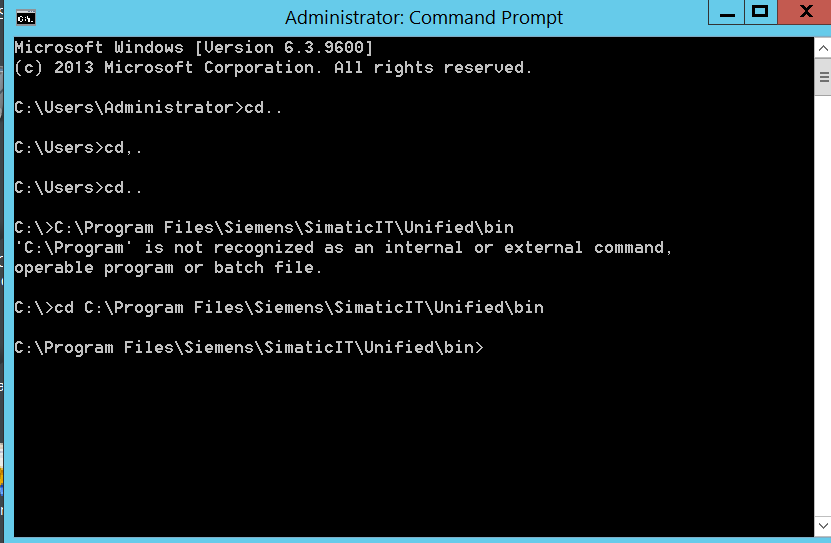 Administrator: Command Prompt
Microsoft Windows [Version 6.3.9600]
(c) 2013 Microsoft Corporation. All rights reserved.
C:\Users\Administrator>cd..
C:\Users>cd,.
C:\Users>cd..
C:\>C:\Program Files\Siemens\SimaticIT\Unified\bin
'C:\Program' is not recognized as an internal or external command,
operable program or batch file.
C:\>cd C:\Program Files\Siemens\SimaticIT\Unified\bin
C:\Program Files\Siemens\SimaticIT\Unified\bin>